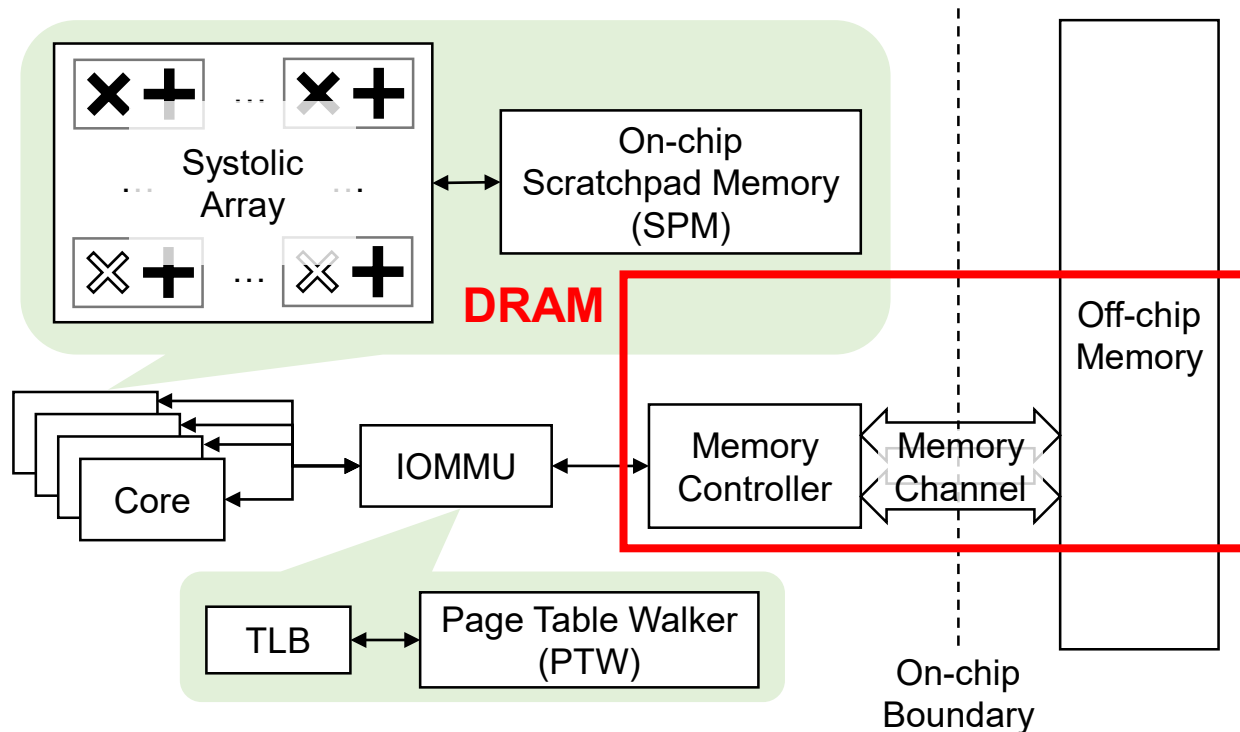 Systolic
Array
...
...
...
...
On-chip
Scratchpad Memory
(SPM)
DRAM
Off-chip
Memory
Core
IOMMU
Memory
Controller
Memory
Channel
TLB
Page Table Walker
(PTW)
On-chip
Boundary